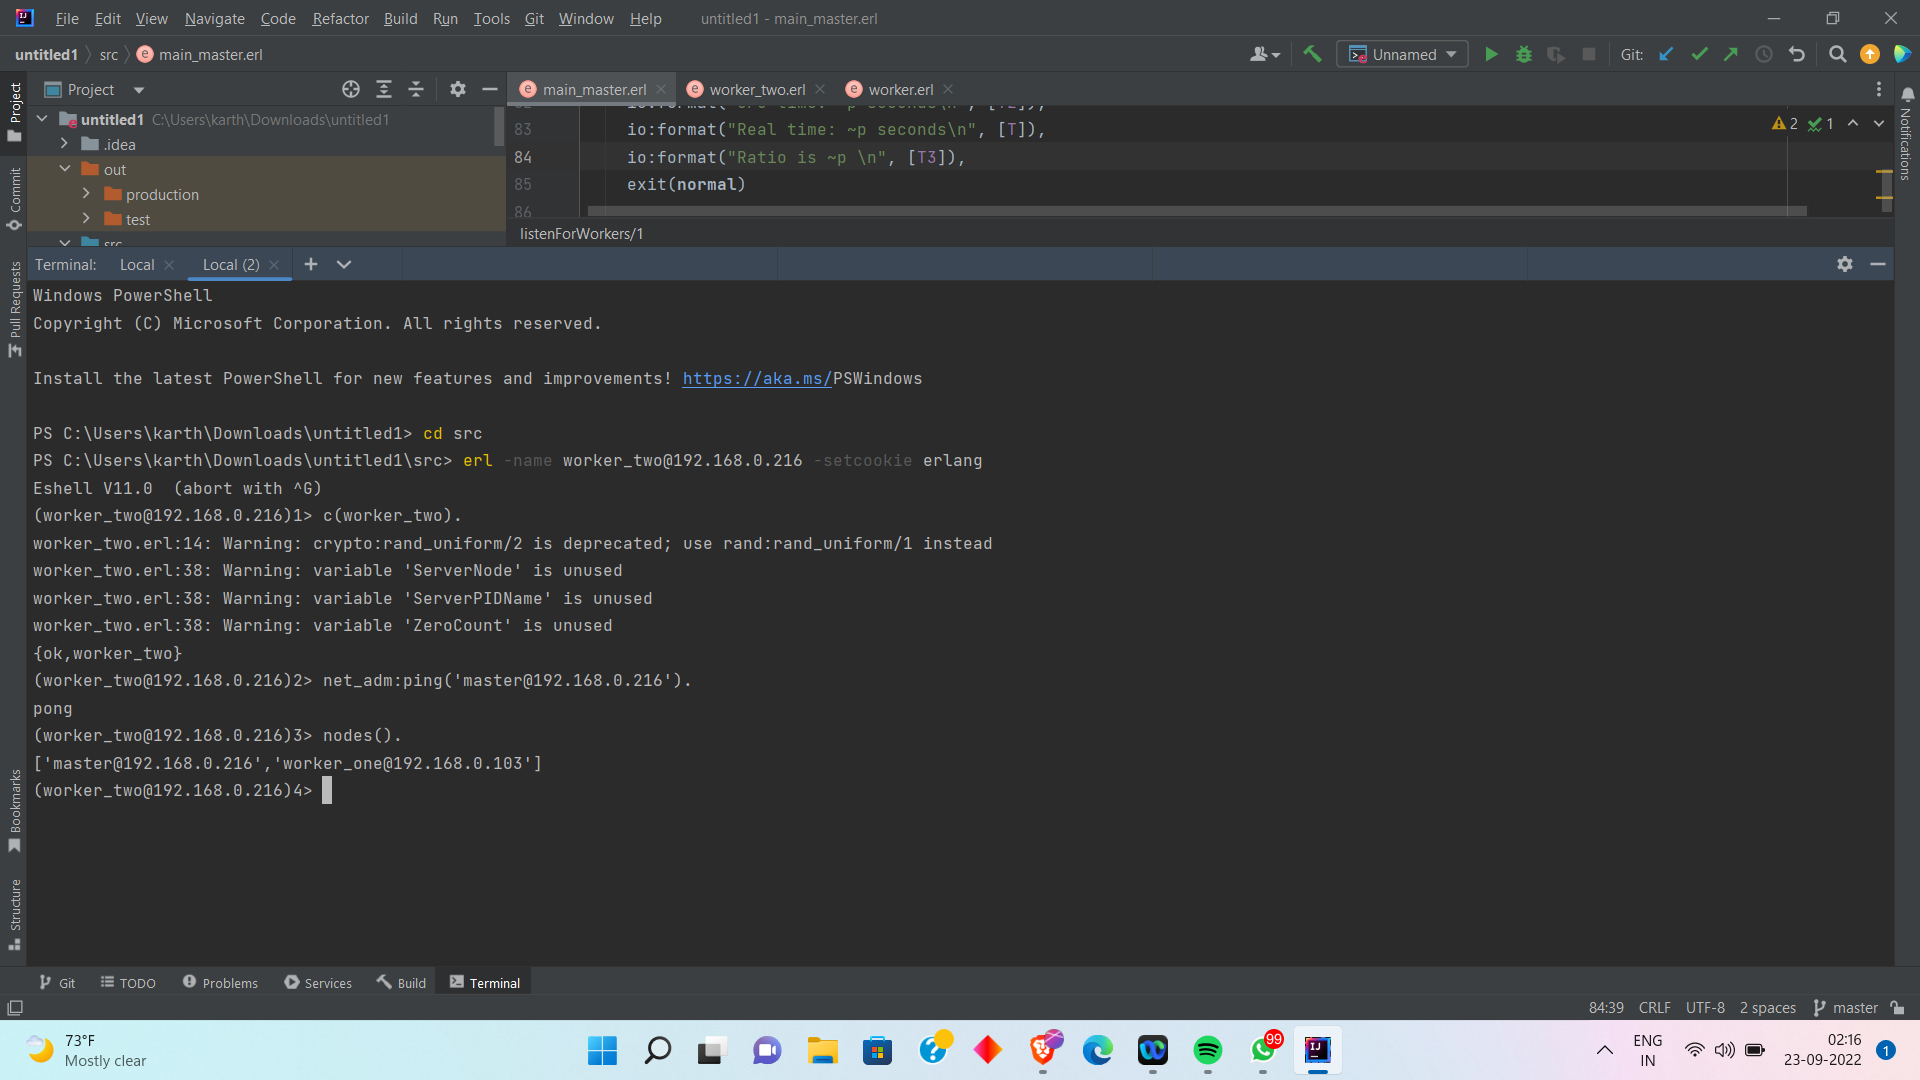 File Edit View Navigate Code Refactor Build Run Tools Git Window Help untitled1 - main_master.erl
untitled1 src main_master.erl
Unnamed Git:
Project
main_master.erl worker_two.erl worker.erl
untitled1 C:\Users\karth\Downloads\untitled1
.idea
out
production
test
src
83 io:format("Real time: ~p seconds\n", [T]),
84 io:format("Ratio is ~p \n", [T3]),
85 exit(normal)
86
2 1
listenForWorkers/1
Terminal: Local Local (2)
Windows PowerShell
Copyright (C) Microsoft Corporation. All rights reserved.
Install the latest PowerShell for new features and improvements! https://aka.ms/PSWindows
PS C:\Users\karth\Downloads\untitled1> cd src
PS C:\Users\karth\Downloads\untitled1\src> erl -name worker_two@192.168.0.216 -setcookie erlang
Eshell V11.0  (abort with ^G)
(worker_two@192.168.0.216)1> c(worker_two).
worker_two.erl:14: Warning: crypto:rand_uniform/2 is deprecated; use rand:rand_uniform/1 instead
worker_two.erl:38: Warning: variable 'ServerNode' is unused
worker_two.erl:38: Warning: variable 'ServerPIDName' is unused
worker_two.erl:38: Warning: variable 'ZeroCount' is unused
{ok,worker_two}
(worker_two@192.168.0.216)2> net_adm:ping('master@192.168.0.216').
pong
(worker_two@192.168.0.216)3> nodes().
['master@192.168.0.216','worker_one@192.168.0.103']
(worker_two@192.168.0.216)4>
Project
Commit
Pull Requests
Bookmarks
Structure
Notifications
Git TODO Problems Services Build Terminal
84:39 CRLF UTF-8 2 spaces master
73°F
Mostly clear
99
ENG
IN
02:16
23-09-2022
1